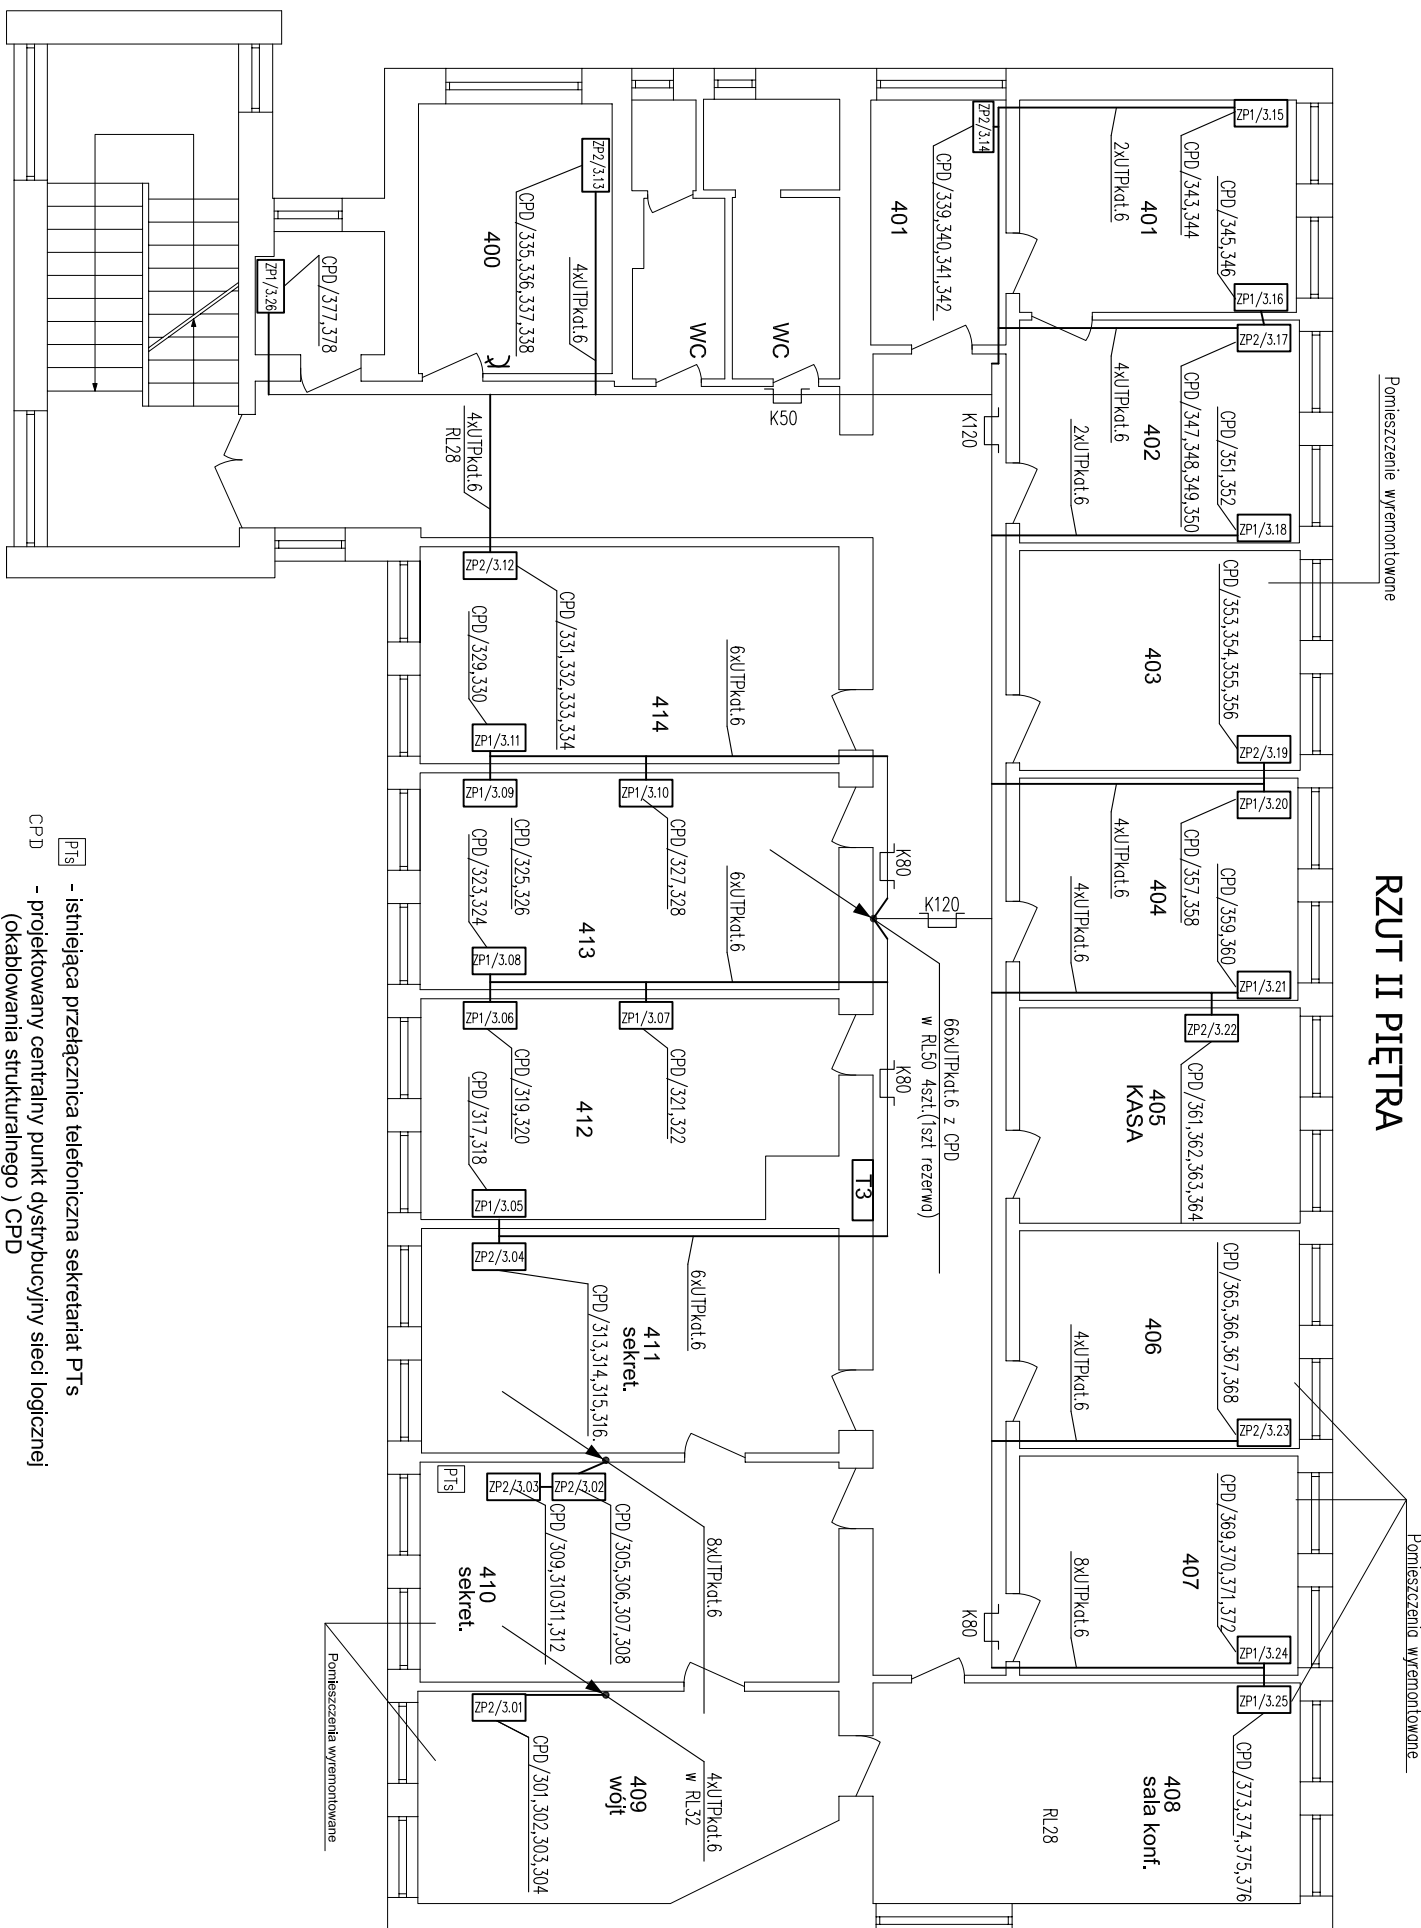 RZUT II PIĘTRA
Pomieszczenie wyremontowane
Pomieszczenia wyremontowane
ZP1/3.15
CPD/343,344
2xUTPkat.6
401
CPD/345,346
ZP1/3.16
ZP2/3.17
CPD/347,348,349,350
4xUTPkat.6
402
CPD/351,352
2xUTPkat.6
ZP1/3.18
403
CPD/353,354,355,356
ZP2/3.19
ZP1/3.20
CPD/357,358
4xUTPkat.6
404
CPD/359,360
4xUTPkat.6
ZP1/3.21
ZP2/3.22
CPD/361,362,363,364
405
KASA
CPD/365,366,367,368
406
4xUTPkat.6
ZP2/3.23
CPD/369,370,371,372
407
8xUTPkat.6
ZP1/3.24
ZP1/3.25
CPD/373,374,375,376
408
sala konf.
RL28
ZP2/3.14
CPD/339,340,341,342
401
K120
K50
WC
WC
K120
K80
K80
K80
T3
66xUTPkat.6 z CPD
w RL50 4szt.(1szt rezerwa)
ZP2/3.13
CPD/335,336,337,338
4xUTPkat.6
400
ZP1/3.26
CPD/377,378
4xUTPkat.6
RL28
ZP2/3.12
CPD/331,332,333,334
CPD/329,330
ZP1/3.11
414
6xUTPkat.6
ZP1/3.09
ZP1/3.10
CPD/327,328
CPD/325,326
CPD/323,324
413
6xUTPkat.6
ZP1/3.08
ZP1/3.06
ZP1/3.07
CPD/321,322
CPD/319,320
CPD/317,318
412
ZP1/3.05
ZP2/3.04
CPD/313,314,315,316.
6xUTPkat.6
411
sekret.
PTs
ZP2/3.03
ZP2/3.02
CPD/305,306,307,308
CPD/309,310311,312
8xUTPkat.6
410
sekret.
ZP2/3.01
CPD/301,302,303,304
409
wójt
4xUTPkat.6
w RL32
Pomieszczenia wyremontowane
PTs - istniejąca przełącznica telefoniczna sekretariat PTs
CPD - projektowany centralny punkt dystrybucyjny sieci logicznej
(okablowania strukturalnego ) CPD